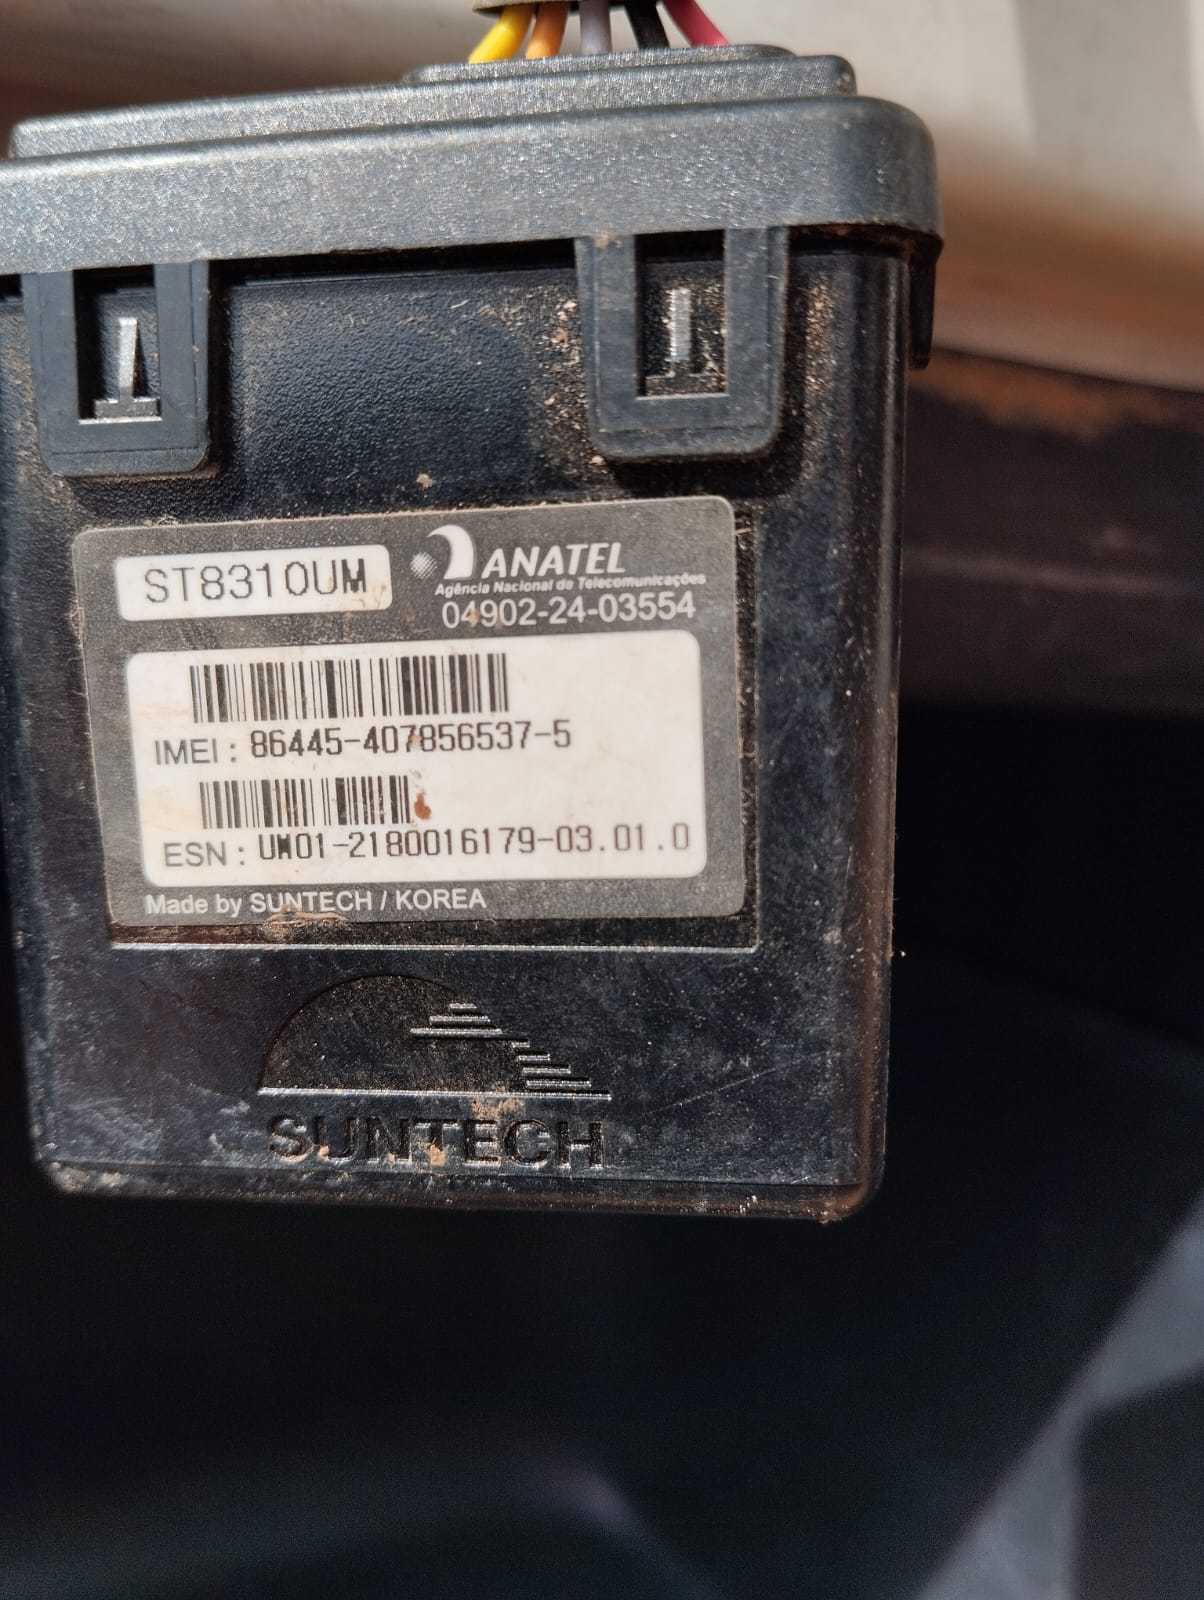 ST8310UM
ANATEL
Agência Nacional de Telecomunicações
04902-24-03554
IMEI : 86445-407856537-5
ESN : UM01-2180016179-03.01.0
Made by SUNTECH / KOREA
SUNTECH